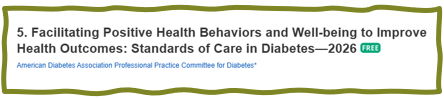 5. Facilitating Positive Health Behaviors and Well-being to Improve
Health Outcomes: Standards of Care in Diabetes—2026 FREE
American Diabetes Association Professional Practice Committee for Diabetes*